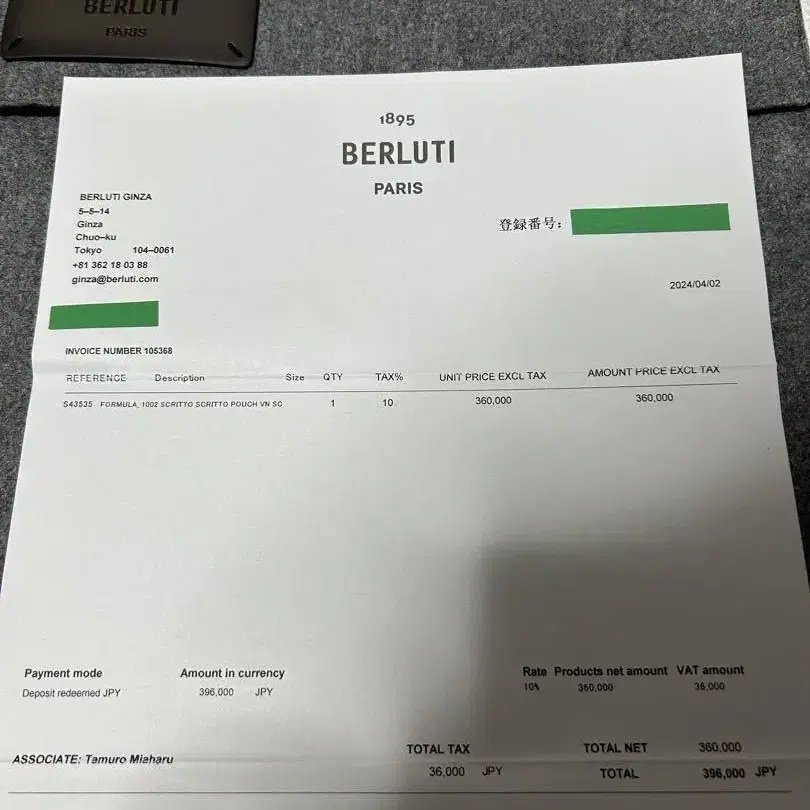 BERLUTI
PARIS
1895
BERLUTI
PARIS
BERLUTI GINZA
5-5-14
Ginza
Chuo-ku
Tokyo 104-0061
+81 362 18 03 88
ginza@berluti.com
登録番号:
2024/04/02
INVOICE NUMBER 105368
REFERENCE Description Size QTY TAX% UNIT PRICE EXCL TAX AMOUNT PRICE EXCL TAX
S43535 FORMULA_1002 SCRITTO SCRITTO POUCH VN SC 1 10 360,000 360,000
Payment mode Amount in currency Rate Products net amount VAT amount
Deposit redeemed JPY 396,000 JPY 10% 360,000 36,000
TOTAL TAX TOTAL NET 360,000
ASSOCIATE: Tamuro Miaharu
36,000 JPY TOTAL 396,000 JPY